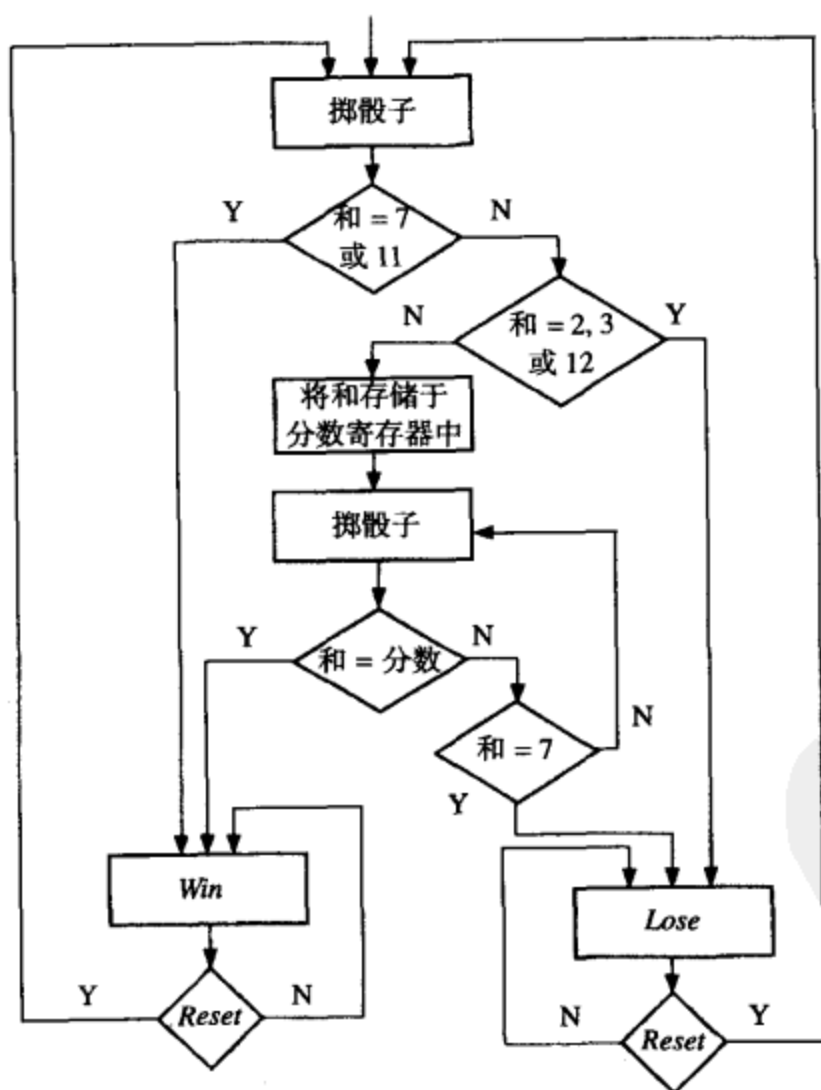 掷骰子
Y
N
和 = 7
或 11
N
和 = 2, 3
或 12
Y
将和存储于
分数寄存器中
掷骰子
Y
N
和 = 分数
和 = 7
N
Y
Win
Lose
Y
Reset
N
N
Reset
Y